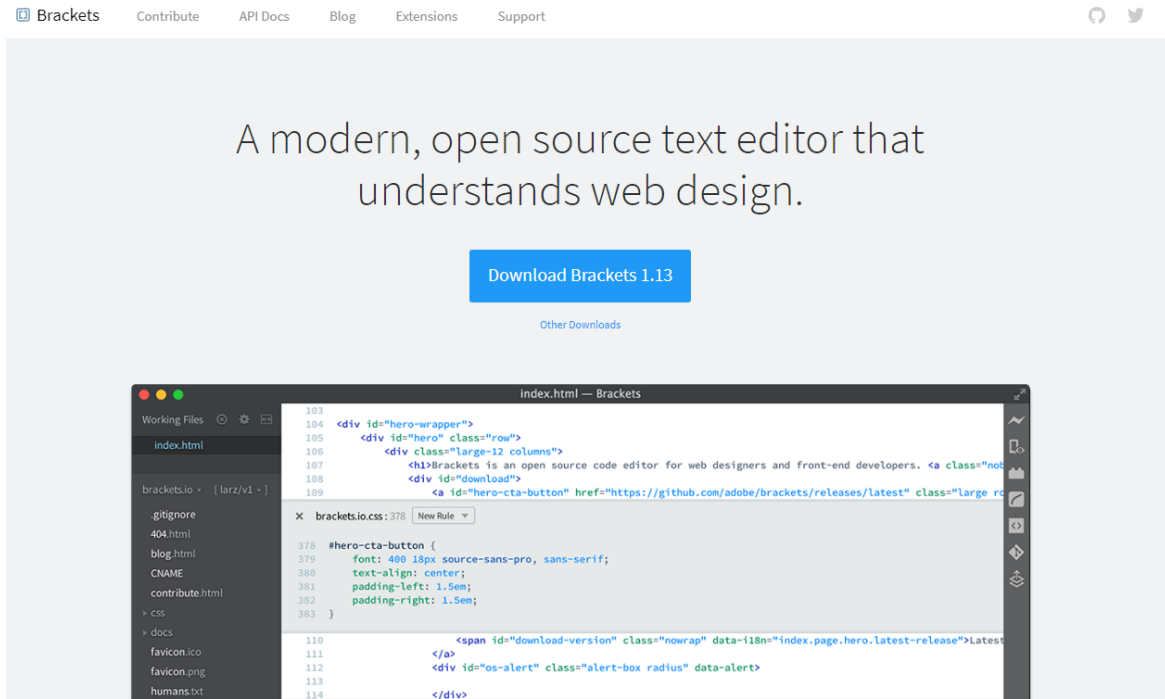 Brackets Contribute API Docs Blog Extensions Support
A modern, open source text editor that
understands web design.
Download Brackets 1.13
Other Downloads
index.html — Brackets
Working Files
index.html
brackets.io [ larz/v1 ]
.gitignore
404.html
blog.html
CNAME
contribute.html
css
docs
favicon.ico
favicon.png
humans.txt
103
104 <div id="hero-wrapper">
105 <div id="hero" class="row">
106 <div class="large-12 columns">
107 <h1>Brackets is an open source code editor for web designers and front-end developers. <a class="nob
108 <div id="download">
109 <a id="hero-cta-button" href="https://github.com/adobe/brackets/releases/latest" class="large ro
× brackets.io.css : 378 New Rule
378 #hero-cta-button {
379 font: 400 18px source-sans-pro, sans-serif;
380 text-align: center;
381 padding-left: 1.5em;
382 padding-right: 1.5em;
383 }
110 <span id="download-version" class="nowrap" data-i18n="index.page.hero.latest-release">Latest
111 </a>
112 <div id="os-alert" class="alert-box radius" data-alert>
113
114 </div>